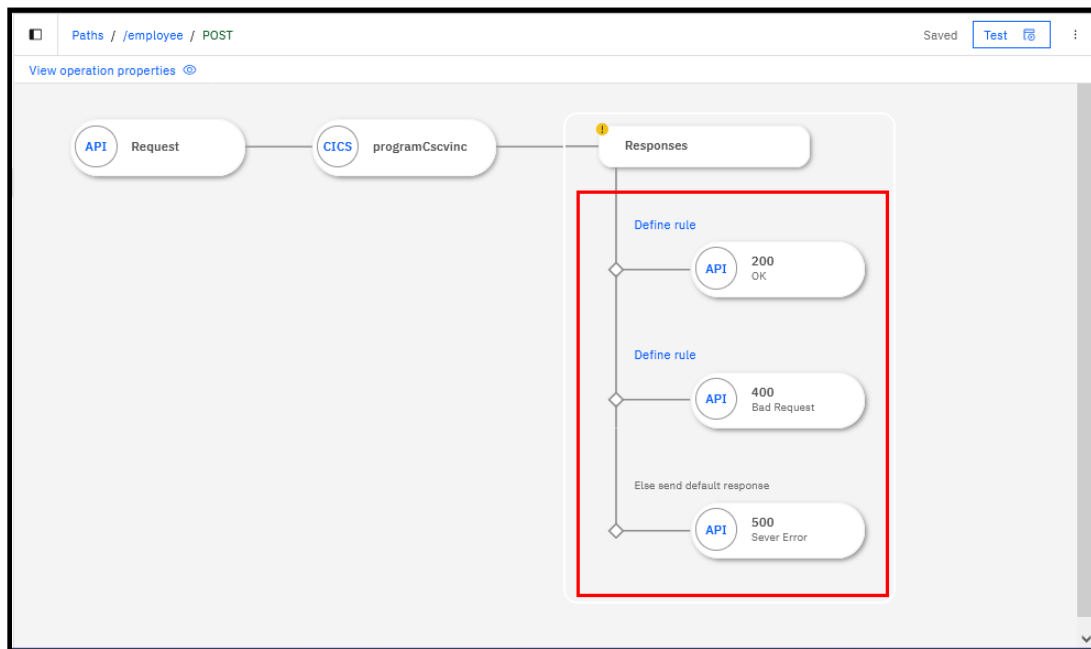 Paths / /employee / POST
Saved
Test
View operation properties
API
Request
CICS
programCscvinc
!
Responses
Define rule
API
200
OK
Define rule
API
400
Bad Request
Else send default response
API
500
Sever Error